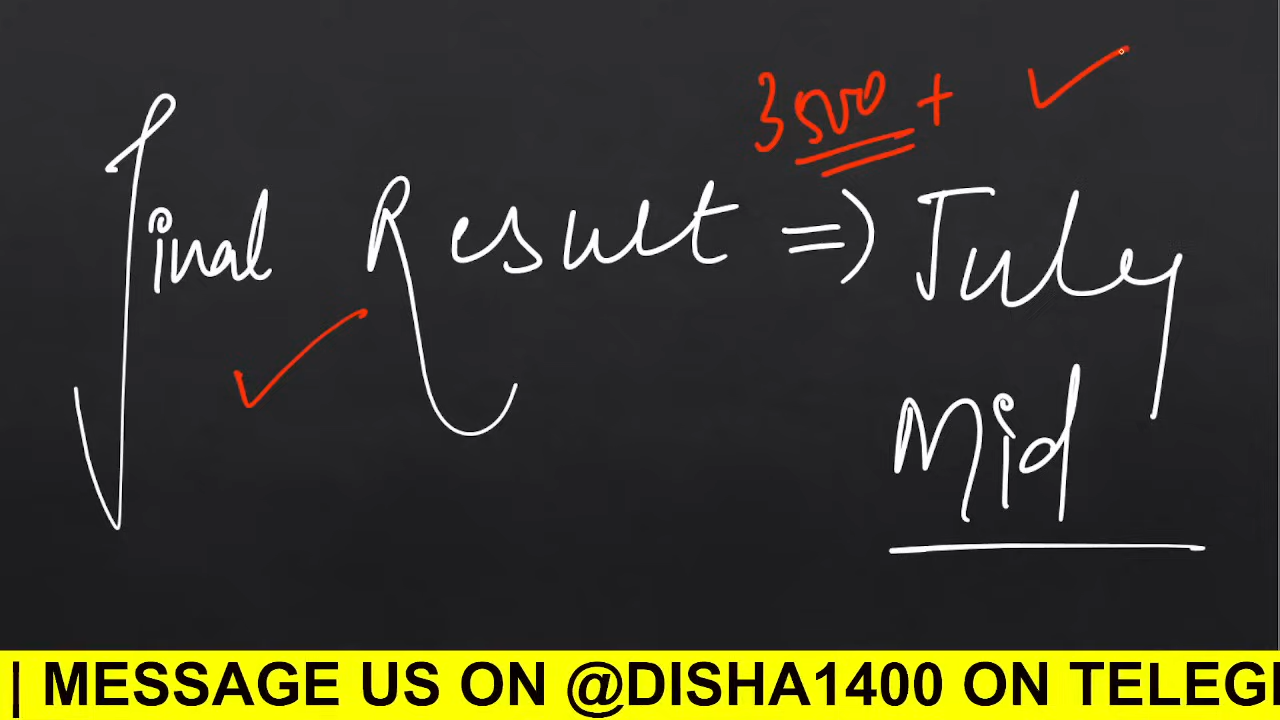 3500 +
Final Result => July
Mid
| MESSAGE US ON @DISHA1400 ON TELEG